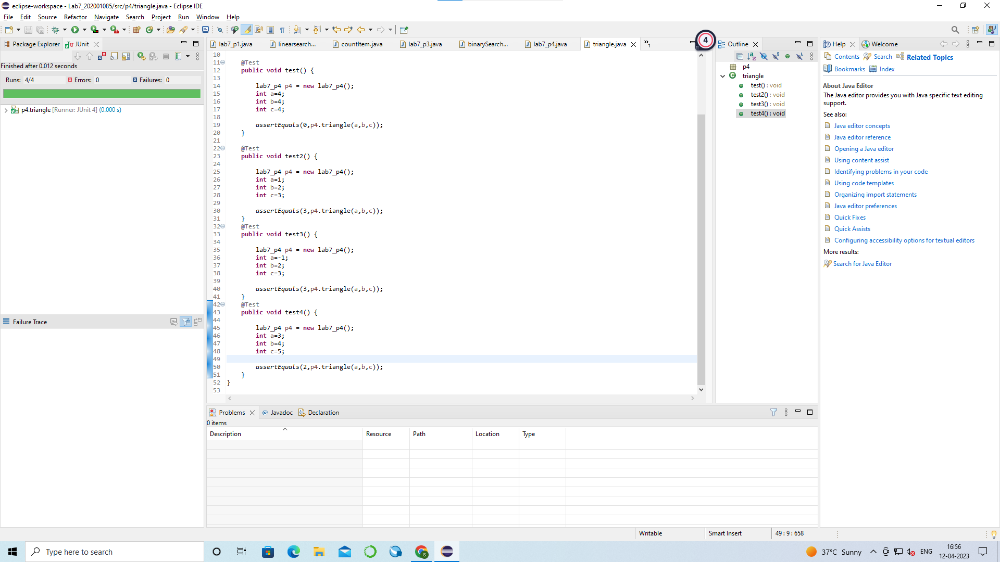 eclipse-workspace - Lab7_202001085/src/p4/triangle.java - Eclipse IDE
File Edit Source Refactor Navigate Search Project Run Window Help
Package Explorer JUnit
Finished after 0.012 seconds
Runs: 4/4 Errors: 0 Failures: 0
p4.triangle [Runner: JUnit 4] (0.000 s)
Failure Trace
lab7_p1.java linearsearch... countItem.java lab7_p3.java binarySearch... lab7_p4.java triangle.java »1
4
10
11 @Test
12 public void test() {
13
14 lab7_p4 p4 = new lab7_p4();
15 int a=4;
16 int b=4;
17 int c=4;
18
19 assertEquals(0,p4.triangle(a,b,c));
20 }
21
22 @Test
23 public void test2() {
24
25 lab7_p4 p4 = new lab7_p4();
26 int a=1;
27 int b=2;
28 int c=3;
29
30 assertEquals(3,p4.triangle(a,b,c));
31 }
32 @Test
33 public void test3() {
34
35 lab7_p4 p4 = new lab7_p4();
36 int a=-1;
37 int b=2;
38 int c=3;
39
40 assertEquals(3,p4.triangle(a,b,c));
41 }
42 @Test
43 public void test4() {
44
45 lab7_p4 p4 = new lab7_p4();
46 int a=3;
47 int b=4;
48 int c=5;
49
50 assertEquals(2,p4.triangle(a,b,c));
51 }
52 }
53
Outline
p4
triangle
test() : void
test2() : void
test3() : void
test4() : void
Help Welcome
Contents Search Related Topics
Bookmarks Index
About Java Editor
The Java editor provides you with Java specific text editing
support.
See also:
Java editor concepts
Java editor reference
Opening a Java editor
Using content assist
Identifying problems in your code
Using code templates
Organizing import statements
Java editor preferences
Quick Fixes
Quick Assists
Configuring accessibility options for textual editors
More results:
Search for Java Editor
Problems @ Javadoc Declaration
0 items
Description Resource Path Location Type
Writable Smart Insert 49 : 9 : 658
Type here to search
37°C Sunny ENG
16:56
12-04-2023